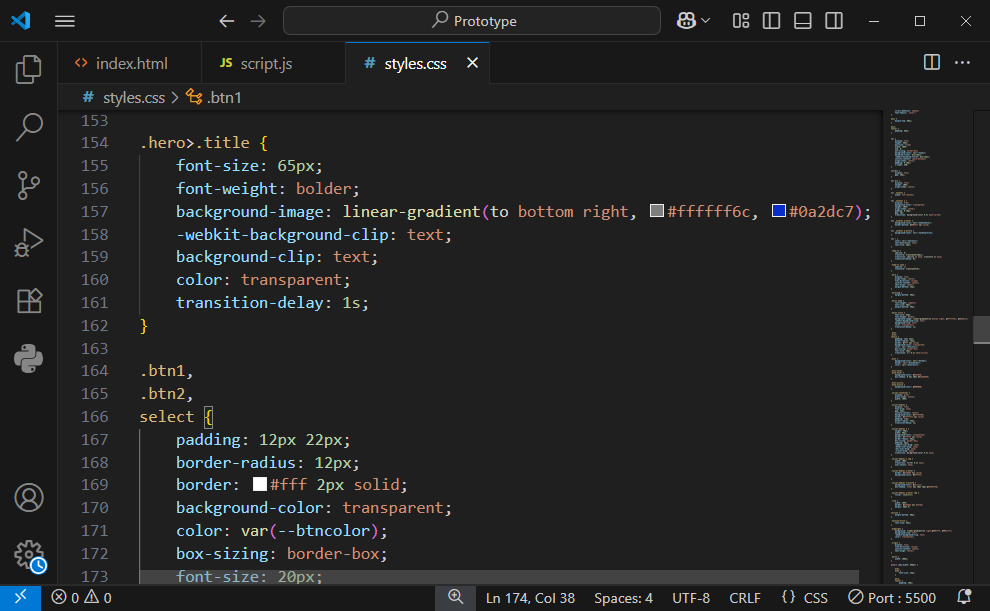 Prototype
index.html
JS script.js
# styles.css
# styles.css > .btn1
153
154 .hero>.title {
155 font-size: 65px;
156 font-weight: bolder;
157 background-image: linear-gradient(to bottom right, #ffffff6c, #0a2dc7);
158 -webkit-background-clip: text;
159 background-clip: text;
160 color: transparent;
161 transition-delay: 1s;
162 }
163
164 .btn1,
165 .btn2,
166 select {
167 padding: 12px 22px;
168 border-radius: 12px;
169 border: #fff 2px solid;
170 background-color: transparent;
171 color: var(--btncolor);
172 box-sizing: border-box;
173 font-size: 20px;
0 0 Ln 174, Col 38 Spaces: 4 UTF-8 CRLF {} CSS Port : 5500